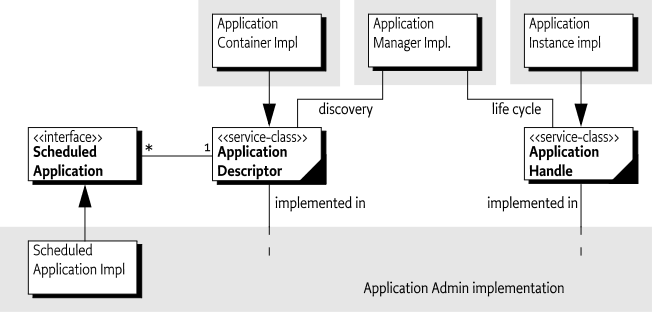 Application
Container Impl
Application
Manager Impl.
Application
Instance impl
discovery
life cycle
<<interface>>
Scheduled
Application
*
1
<<service-class>>
Application
Descriptor
<<service-class>>
Application
Handle
implemented in
implemented in
Scheduled
Application Impl
Application Admin implementation